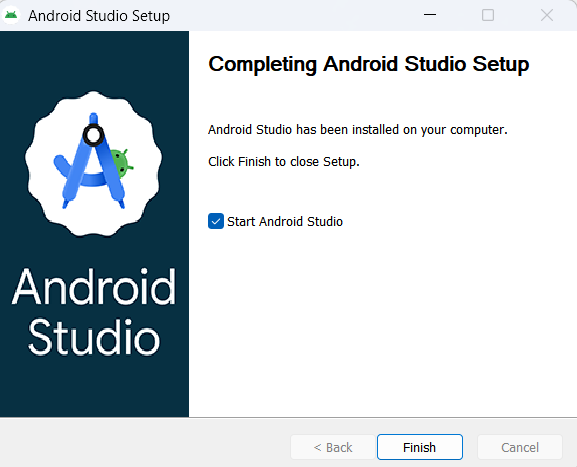 Android Studio Setup
Completing Android Studio Setup
Android Studio has been installed on your computer.
Click Finish to close Setup.
Start Android Studio
Android
Studio
< Back
Finish
Cancel